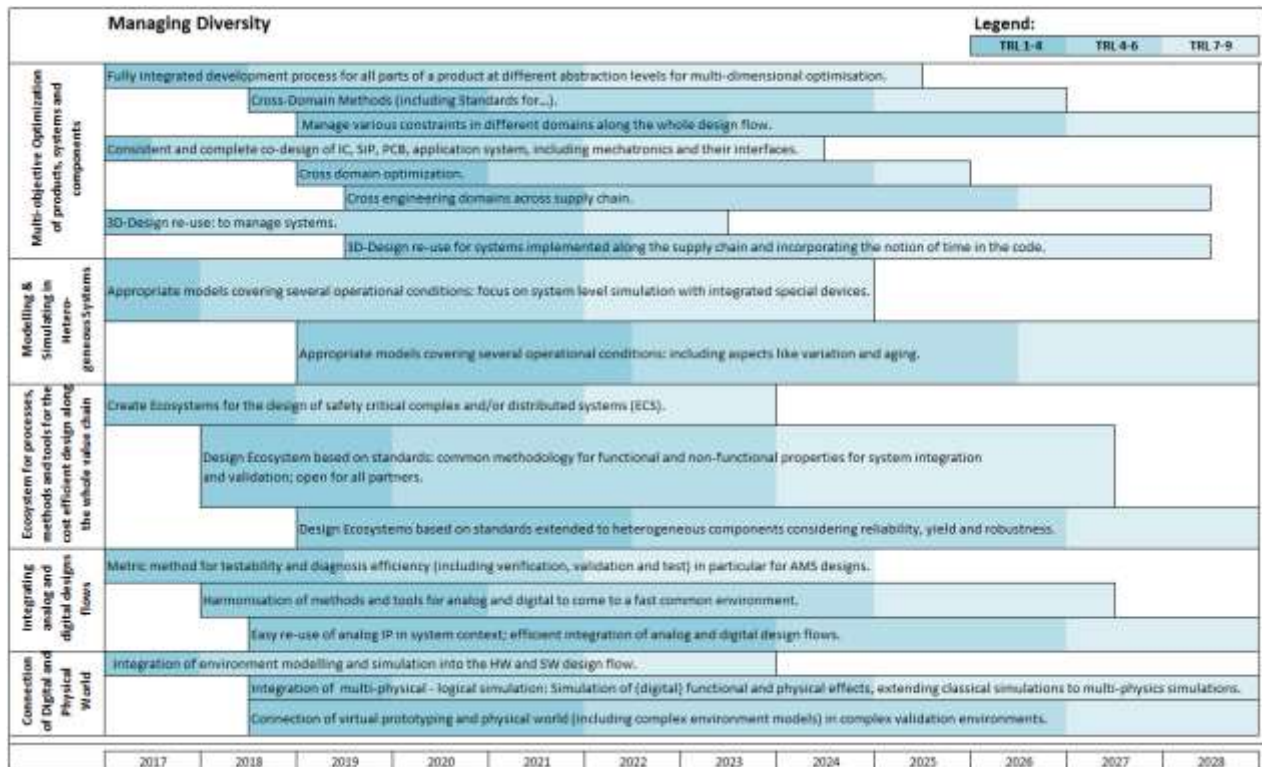 Managing Diversity
Legend:
TRL 1-4 TRL 4-6 TRL 7-9
Multi-objective Optimization
of products, systems and
components
Fully integrated development process for all parts of a product at different abstraction levels for multi-dimensional optimisation.
Cross-Domain Methods (including Standards for...).
Manage various constraints in different domains along the whole design flow.
Consistent and complete co-design of IC, SIP, PCB, application system, including mechatronics and their interfaces.
Cross domain optimization.
Cross engineering domains across supply chain.
3D-Design re-use: to manage systems.
3D-Design re-use for systems implemented along the supply chain and incorporating the notion of time in the code.
Modelling &
Simulating in
Hetero-
geneous Systems
Appropriate models covering several operational conditions: focus on system level simulation with integrated special devices.
Appropriate models covering several operational conditions: including aspects like variation and aging.
Ecosystem for processes,
methods and tools for the
cost efficient design along
the whole value chain
Create Ecosystems for the design of safety critical complex and/or distributed systems (ECS).
Design Ecosystem based on standards: common methodology for functional and non-functional properties for system integration
and validation; open for all partners.
Design Ecosystems based on standards extended to heterogeneous components considering reliability, yield and robustness.
Integrating
analog and
digital designs
flows
Metric method for testability and diagnosis efficiency (including verification, validation and test) in particular for AMS designs.
Harmonisation of methods and tools for analog and digital to come to a fast common environment.
Easy re-use of analog IP in system context; efficient integration of analog and digital design flows.
Connection
of Digital and
Physical
World
Integration of environment modelling and simulation into the HW and SW design flow.
Integration of multi-physical - logical simulation: Simulation of (digital) functional and physical effects, extending classical simulations to multi-physics simulations.
Connection of virtual prototyping and physical world (including complex environment models) in complex validation environments.
2017 2018 2019 2020 2021 2022 2023 2024 2025 2026 2027 2028